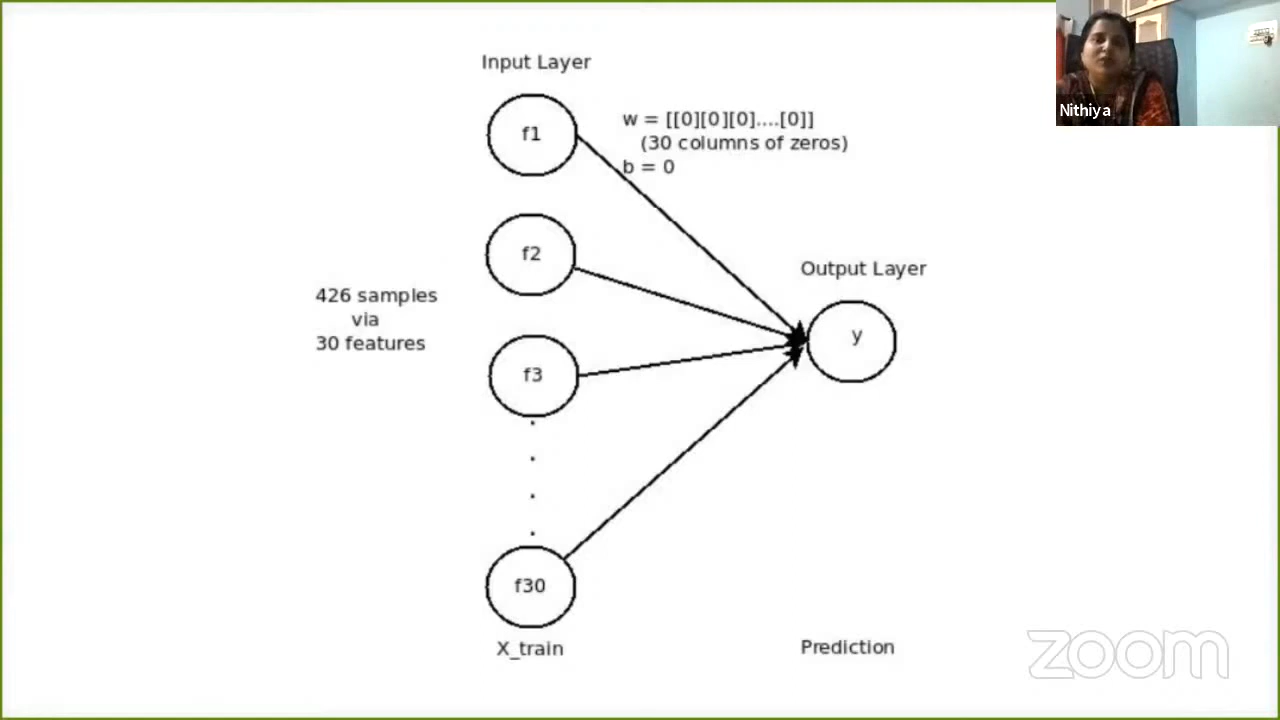 Input Layer
Nithiya
f1
w = [[0][0][0]....[0]]
(30 columns of zeros)
b = 0
f2
Output Layer
426 samples
via
30 features
y
f3
f30
X_train
Prediction
zoom